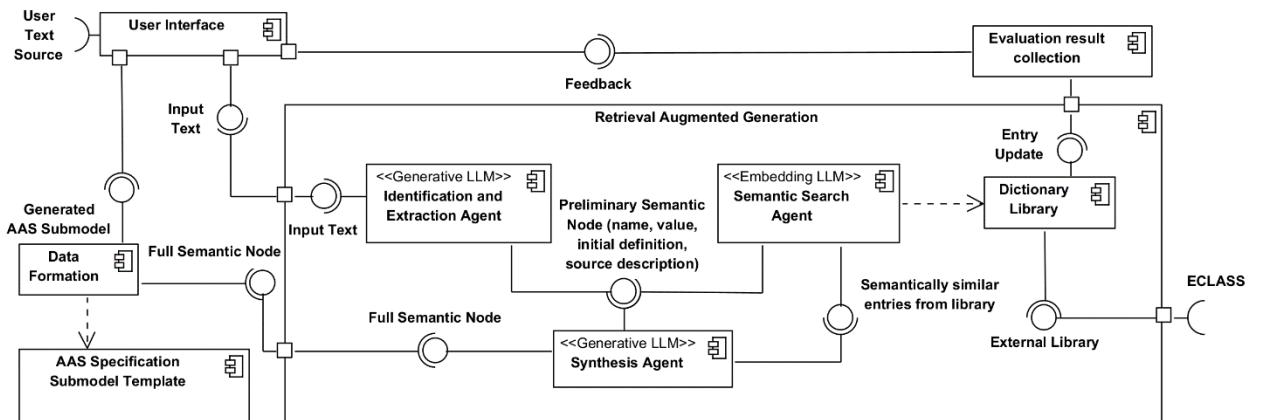 User
Text
Source
User Interface
Feedback
Evaluation result
collection
Input
Text
Retrieval Augmented Generation
Entry
Update
<<Generative LLM>>
Identification and
Extraction Agent
Input Text
Preliminary Semantic
Node (name, value,
initial definition,
source description)
<<Embedding LLM>>
Semantic Search
Agent
Dictionary
Library
Generated
AAS Submodel
Data
Formation
Full Semantic Node
Semantically similar
entries from library
ECLASS
External Library
Full Semantic Node
<<Generative LLM>>
Synthesis Agent
AAS Specification
Submodel Template